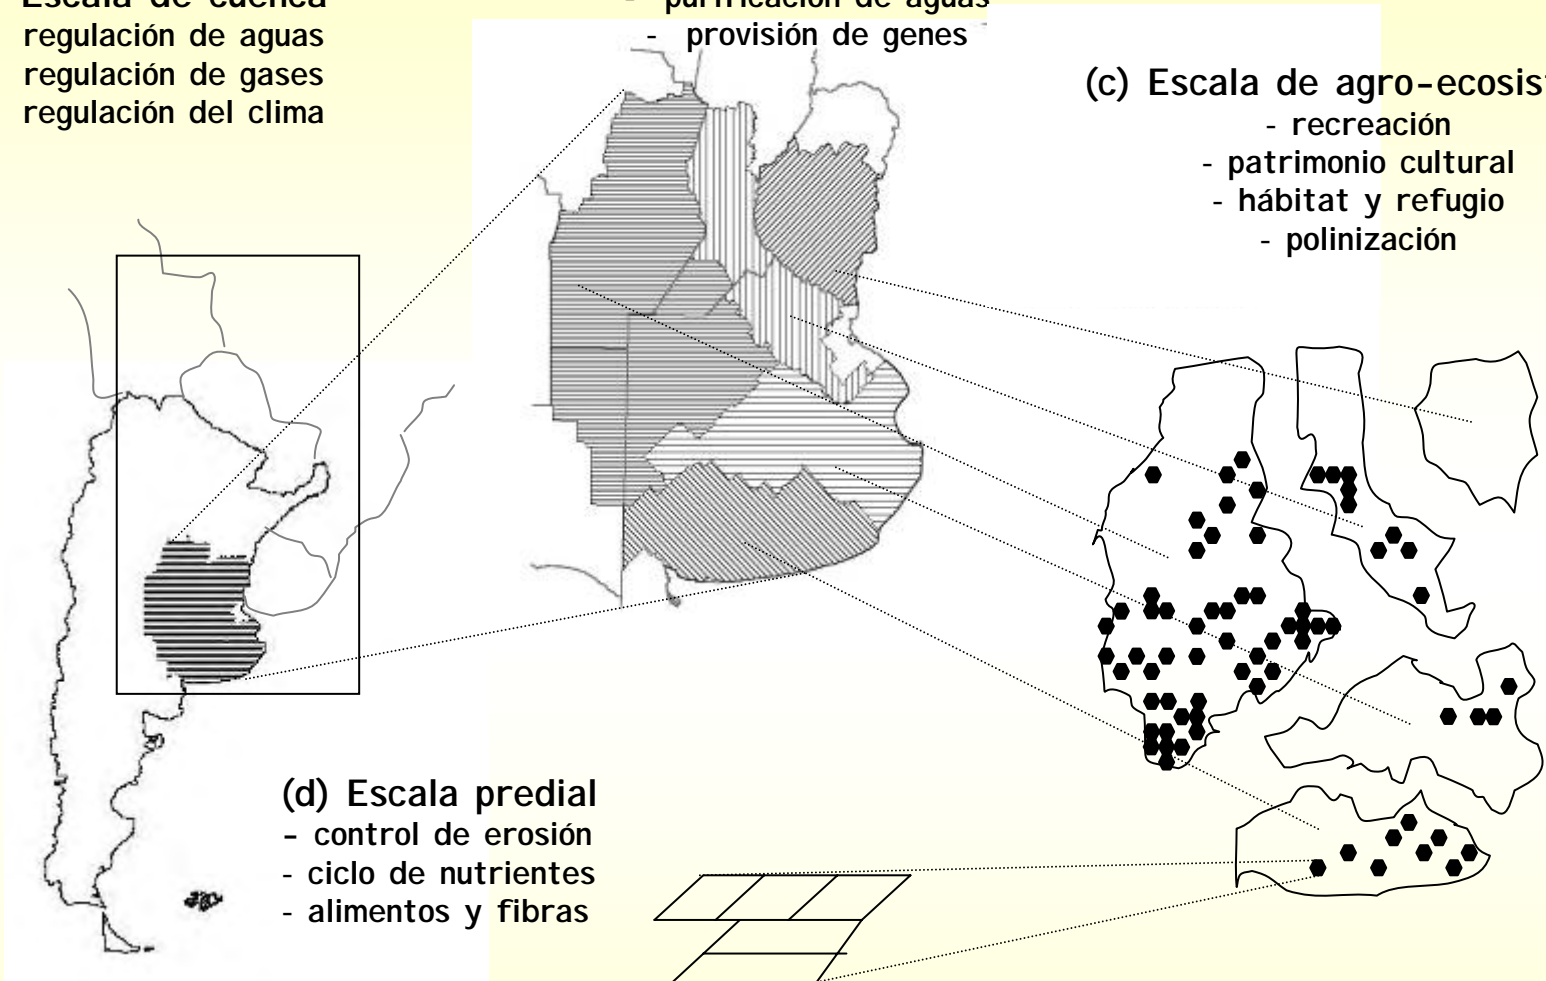 Escala de cuenca
regulación de aguas
regulación de gases
regulación del clima
- purificación de aguas
- provisión de genes
(c) Escala de agro-ecosist
- recreación
- patrimonio cultural
- hábitat y refugio
- polinización
(d) Escala predial
- control de erosión
- ciclo de nutrientes
- alimentos y fibras